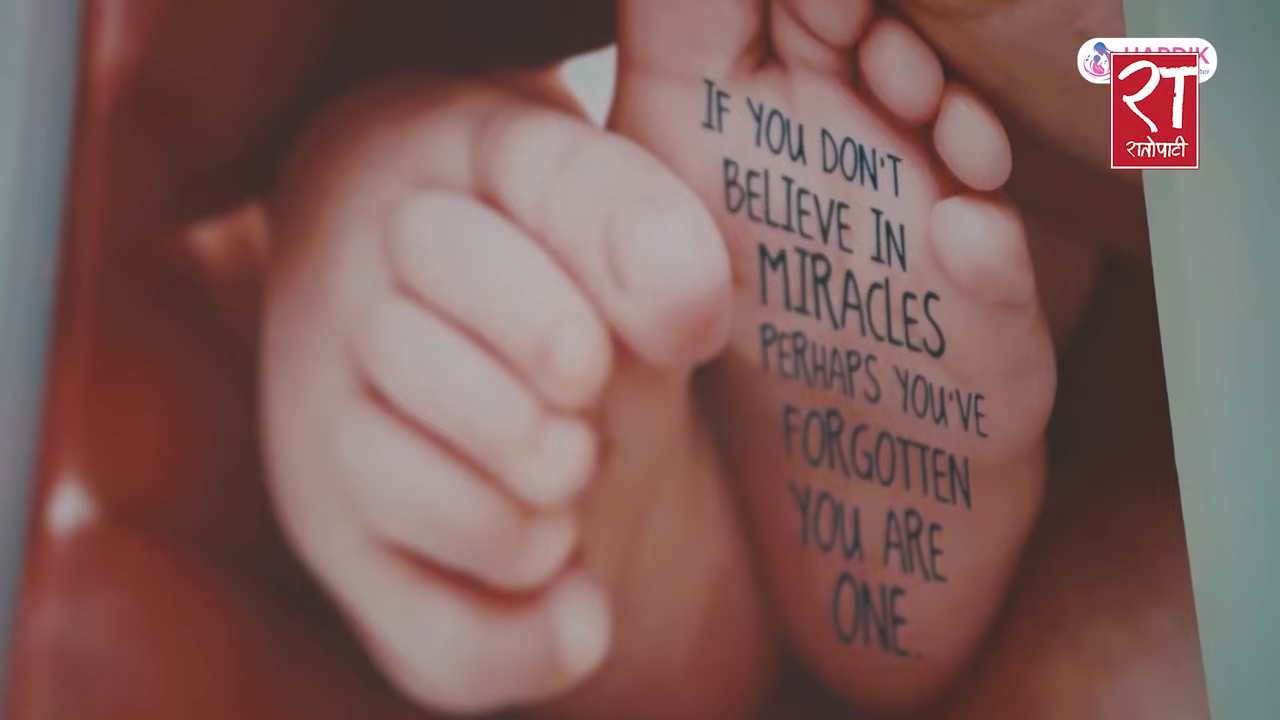 IF YOU DON'T
BELIEVE IN
MIRACLES
PERHAPS YOU'VE
FORGOTTEN
YOU ARE
ONE.
रा
रातोपाटी